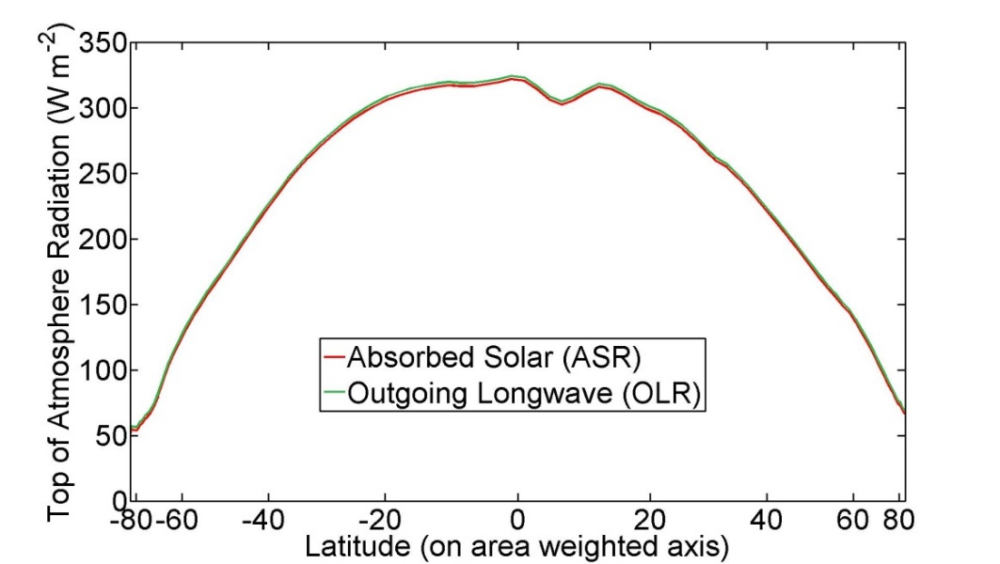 Top of Atmosphere Radiation (W m-2)
350
300
250
200
150
100
50
0
Absorbed Solar (ASR)
Outgoing Longwave (OLR)
-80 -60 -40 -20 0 20 40 60 80
Latitude (on area weighted axis)